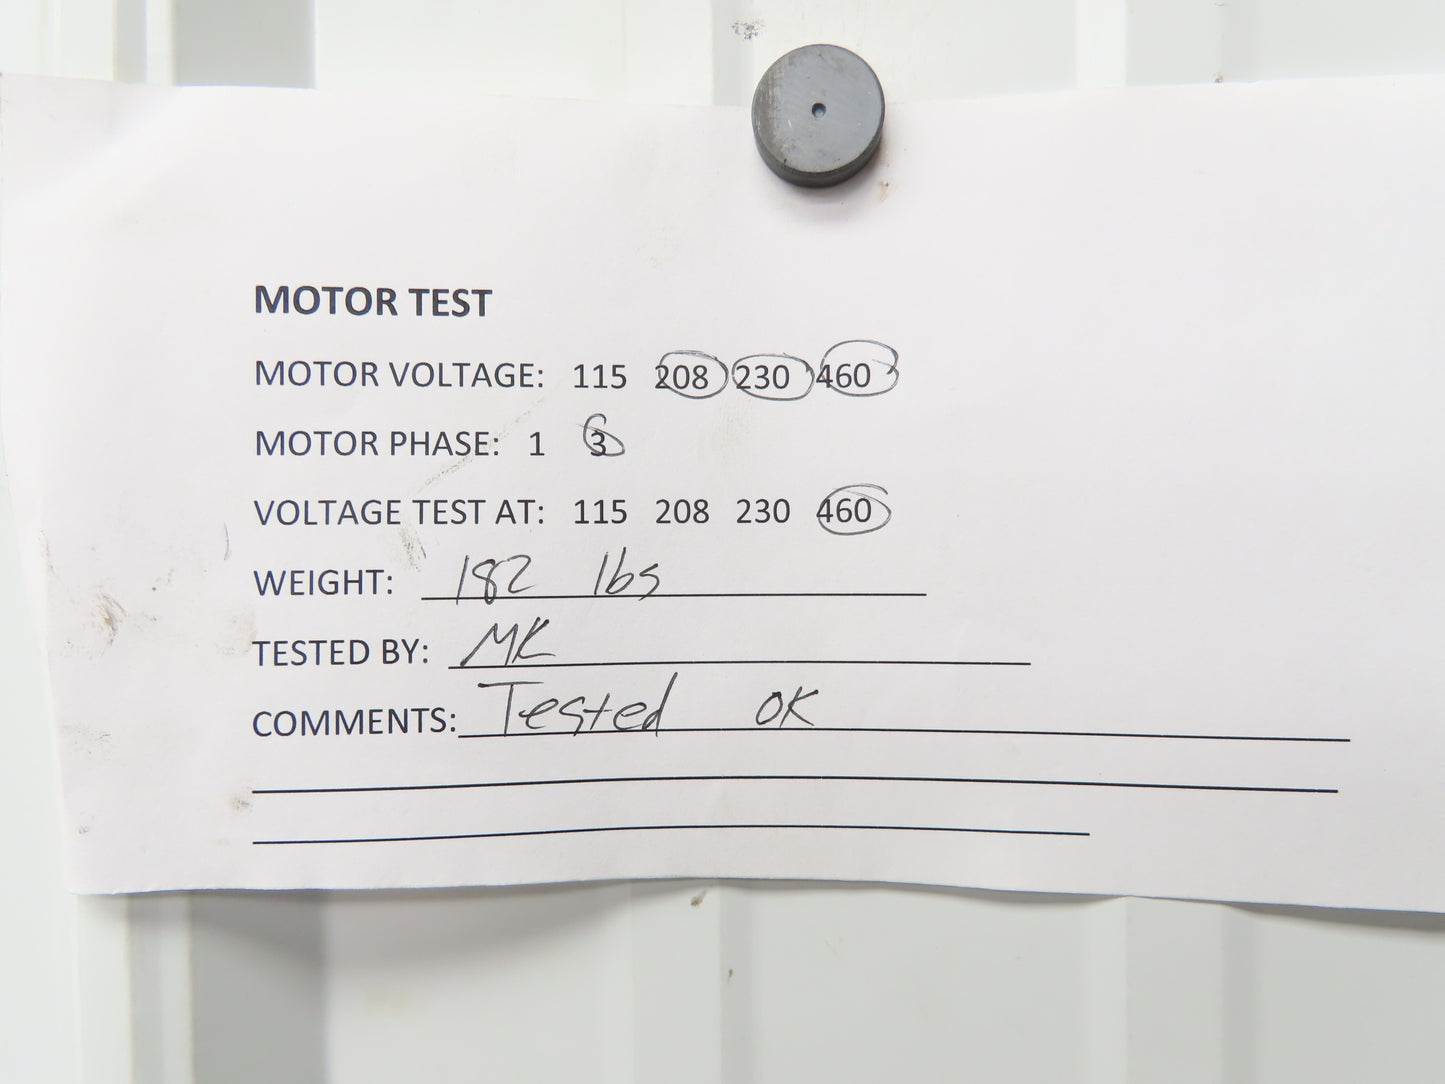 MOTOR TEST
MOTOR VOLTAGE: 115 208 230 460
MOTOR PHASE: 1 3
VOLTAGE TEST AT: 115 208 230 460
WEIGHT: 182 lbs
TESTED BY: MK
COMMENTS: Tested OK